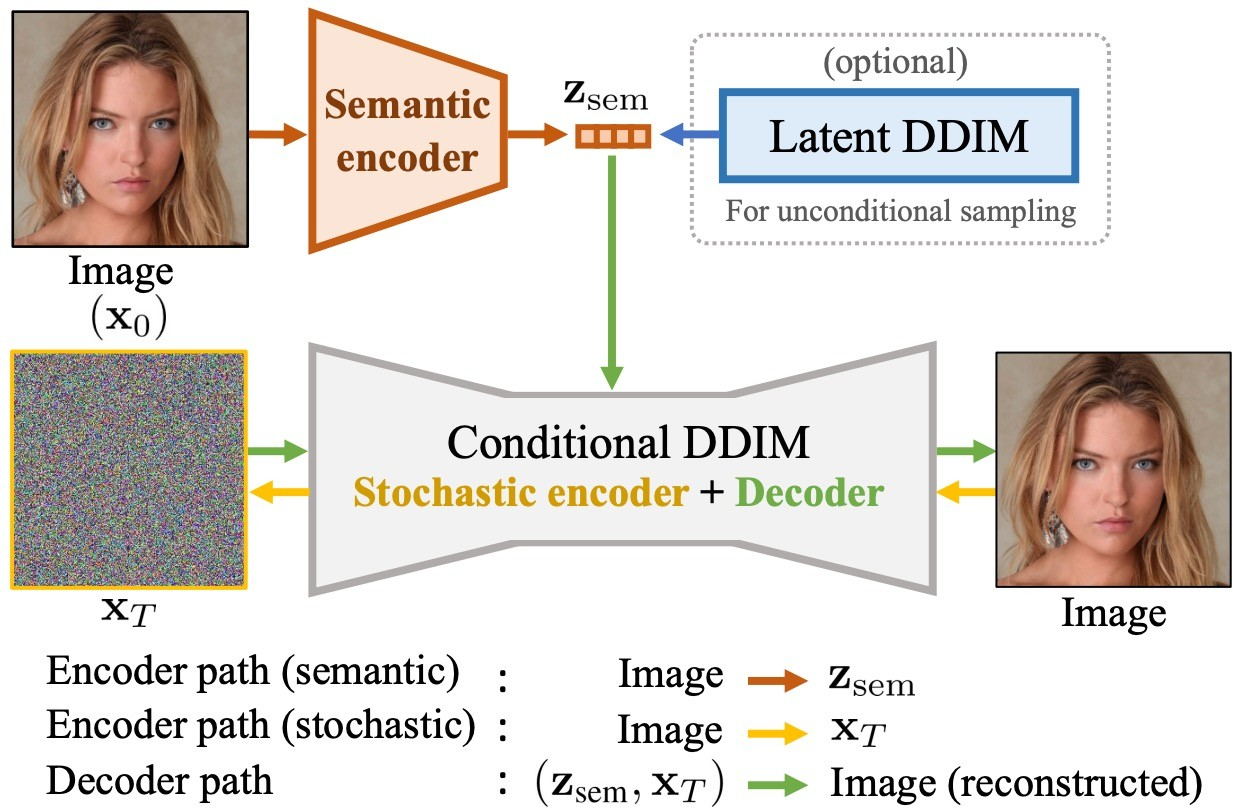 Image
(x₀)
Semantic
encoder
z_sem
(optional)
Latent DDIM
For unconditional sampling
Conditional DDIM
Stochastic encoder + Decoder
x_T
Image
Encoder path (semantic) : Image → z_sem
Encoder path (stochastic) : Image → x_T
Decoder path : (z_sem, x_T) → Image (reconstructed)